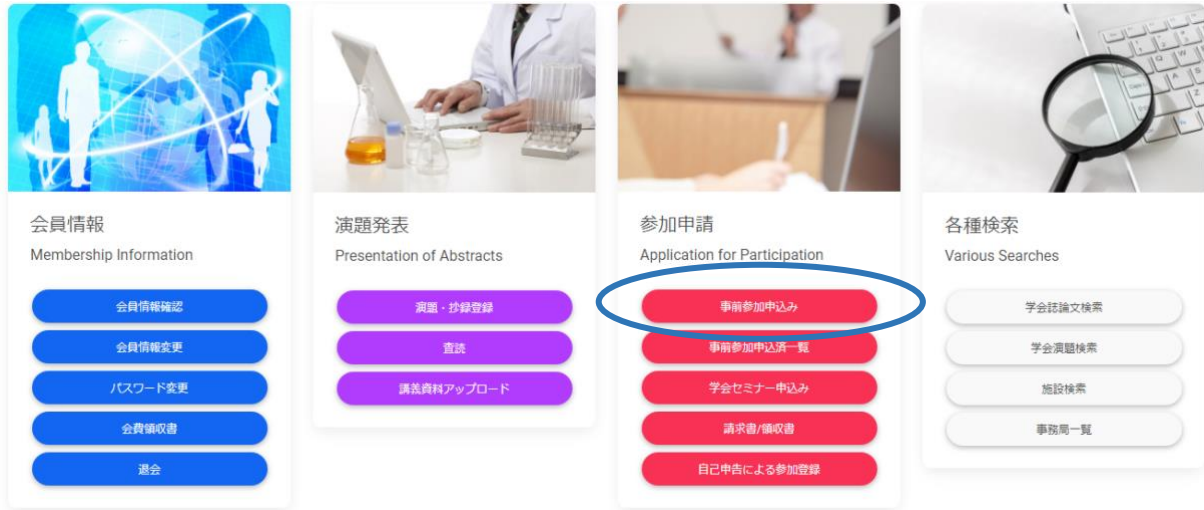 会員情報
Membership Information
会員情報確認
会員情報変更
パスワード変更
会費領収書
退会
演題発表
Presentation of Abstracts
演題・抄録登録
査読
講義資料アップロード
参加申請
Application for Participation
事前参加申込み
事前参加申込済一覧
学会セミナー申込み
請求書/領収書
自己申告による参加登録
各種検索
Various Searches
学会誌論文検索
学会演題検索
施設検索
事務局一覧